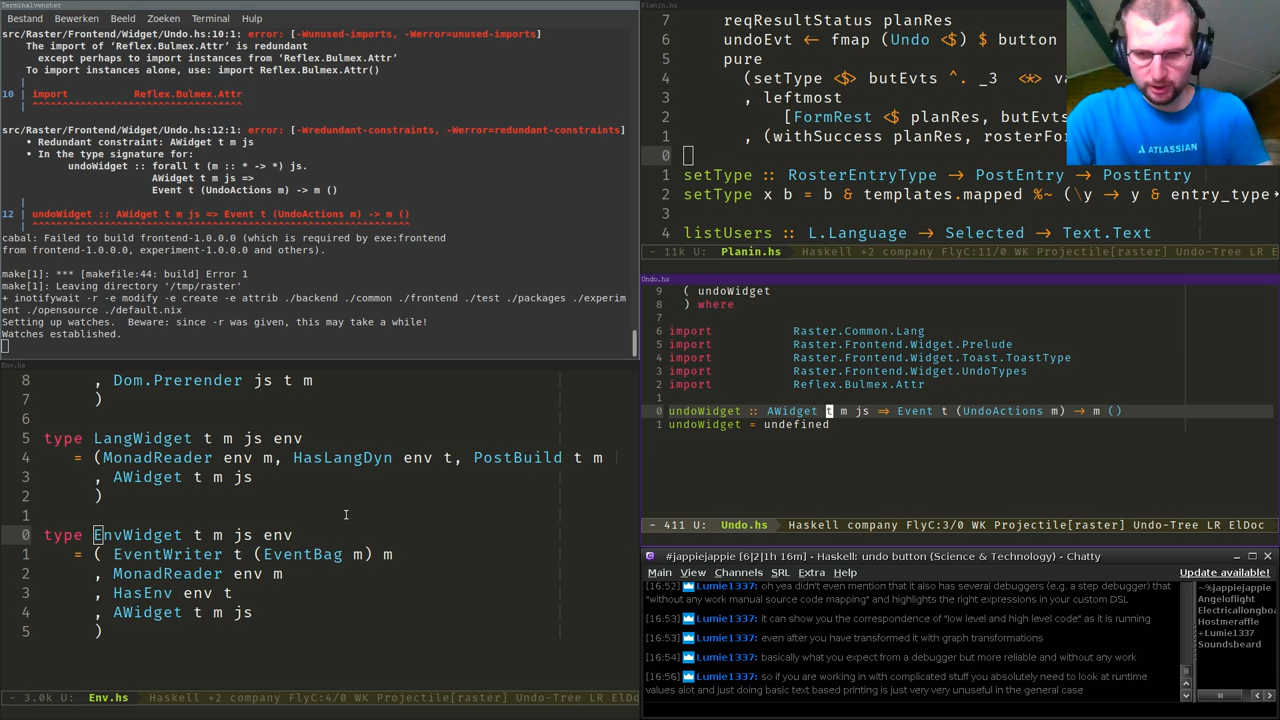 Terminalvenster
Bestand Bewerken Beeld Zoeken Terminal Hulp
src/Raster/Frontend/Widget/Undo.hs:10:1: error: [-Wunused-imports, -Werror=unused-imports]
The import of ‘Reflex.Bulmex.Attr’ is redundant
except perhaps to import instances from ‘Reflex.Bulmex.Attr’
To import instances alone, use: import Reflex.Bulmex.Attr()
|
10 | import Reflex.Bulmex.Attr
| ^^^^^^^^^^^^^^^^^^^^^^^^^^^^^^^^^^^
src/Raster/Frontend/Widget/Undo.hs:12:1: error: [-Wredundant-constraints, -Werror=redundant-constraints]
• Redundant constraint: AWidget t m js
• In the type signature for:
undoWidget :: forall t (m :: * -> *) js.
AWidget t m js =>
Event t (UndoActions m) -> m ()
|
12 | undoWidget :: AWidget t m js => Event t (UndoActions m) -> m ()
| ^^^^^^^^^^^^^^^^^^^^^^^^^^^^^^^^^^^^^^^^^^^^^^^^^^^^^^^^^^^^^^^
cabal: Failed to build frontend-1.0.0.0 (which is required by exe:frontend
from frontend-1.0.0.0, experiment-1.0.0.0 and others).
make[1]: *** [makefile:44: build] Error 1
make[1]: Leaving directory '/tmp/raster'
+ inotifywait -r -e modify -e create -e attrib ./backend ./common ./frontend ./test ./packages ./experim
ent ./opensource ./default.nix
Setting up watches. Beware: since -r was given, this may take a while!
Watches established.
Env.hs
8 , Dom.Prerender js t m
7 )
6
5 type LangWidget t m js env
4 = (MonadReader env m, HasLangDyn env t, PostBuild t m
3 , AWidget t m js
2 )
1
0 type EnvWidget t m js env
1 = ( EventWriter t (EventBag m) m
2 , MonadReader env m
3 , HasEnv env t
4 , AWidget t m js
5 )
- 3.0k U: Env.hs Haskell +2 company FlyC:4/0 WK Projectile[raster] Undo-Tree LR ElDoc
Planin.hs
7 reqResultStatus planRes
6 undoEvt ← fmap (Undo <$) $ button
5 pure
4 (setType <$> butEvts ^. _3 <*> va
3 , leftmost
2 [FormRest <$ planRes, butEvts
1 , (withSuccess planRes, rosterFor
0
1 setType :: RosterEntryType → PostEntry → PostEntry
2 setType x b = b & templates.mapped %~ (\y → y & entry_type
3
4 listUsers :: L.Language → Selected → Text.Text
- 11k U: Planin.hs Haskell +2 company FlyC:11/0 WK Projectile[raster] Undo-Tree LR E
ATLASSIAN
Undo.hs
9 ( undoWidget
8 ) where
7
6 import Raster.Common.Lang
5 import Raster.Frontend.Widget.Prelude
4 import Raster.Frontend.Widget.Toast.ToastType
3 import Raster.Frontend.Widget.UndoTypes
2 import Reflex.Bulmex.Attr
1
0 undoWidget :: AWidget t m js ⇒ Event t (UndoActions m) → m ()
1 undoWidget = undefined
- 411 U: Undo.hs Haskell +2 company FlyC:3/0 WK Projectile[raster] Undo-Tree LR ElDoc
#jappiejappie [6|2|1h 16m] - Haskell: undo button {Science & Technology} - Chatty
Main View Channels SRL Extra Help Update available!
[16:52] Lumie1337: oh yea didn't even mention that it also has several debuggers (e.g. a step debugger) that
"without any work manual source code mapping" and highlights the right expressions in your custom DSL
[16:53] Lumie1337: it can show you the correspondence of "low level and high level code" as it is running
[16:53] Lumie1337: even after you have transformed it with graph transformations
[16:54] Lumie1337: basically what you expect from a debugger but more reliable and without any work
[16:56] Lumie1337: so if you are working in with complicated stuff you absolutely need to look at runtime
values alot and just doing basic text based printing is just very very unuseful in the general case
~%jappiejappie
Angeloflight
Electricallongboa
Hostmeraffle
+Lumie1337
Soundsbeard